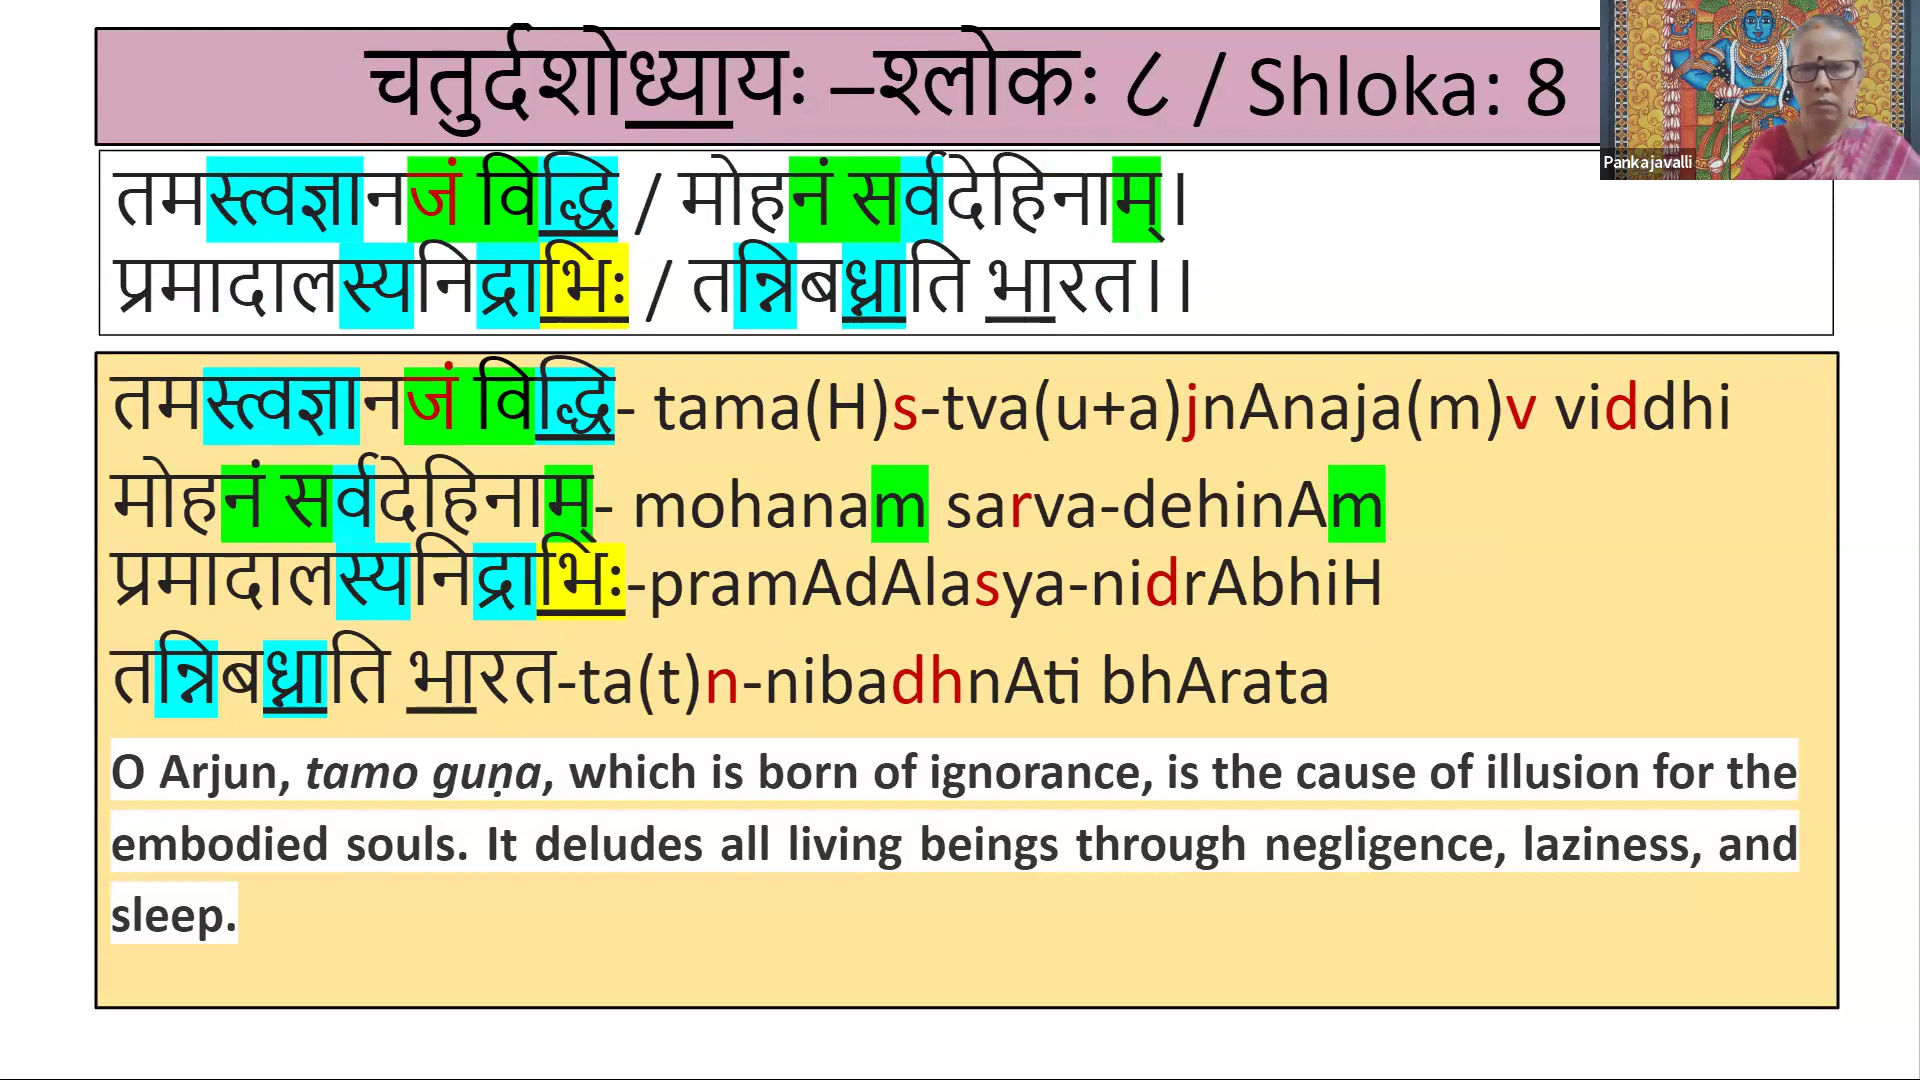 चतुर्दशोध्यायः –श्लोकः ८ / Shloka: 8
Pankajavalli
तमस्त्वज्ञानजं विद्धि / मोहनं सर्वदेहिनाम्।
प्रमादालस्यनिद्राभिः / तन्निबध्नाति भारत।।
तमस्त्वज्ञानजं विद्धि- tama(H)s-tva(u+a)jnAnaja(m)v viddhi
मोहनं सर्वदेहिनाम्- mohanam sarva-dehinAm
प्रमादालस्यनिद्राभिः-pramAdAlasya-nidrAbhiH
तन्निबध्नाति भारत-ta(t)n-nibadhnAti bhArata
O Arjun, tamo guṇa, which is born of ignorance, is the cause of illusion for the
embodied souls. It deludes all living beings through negligence, laziness, and
sleep.